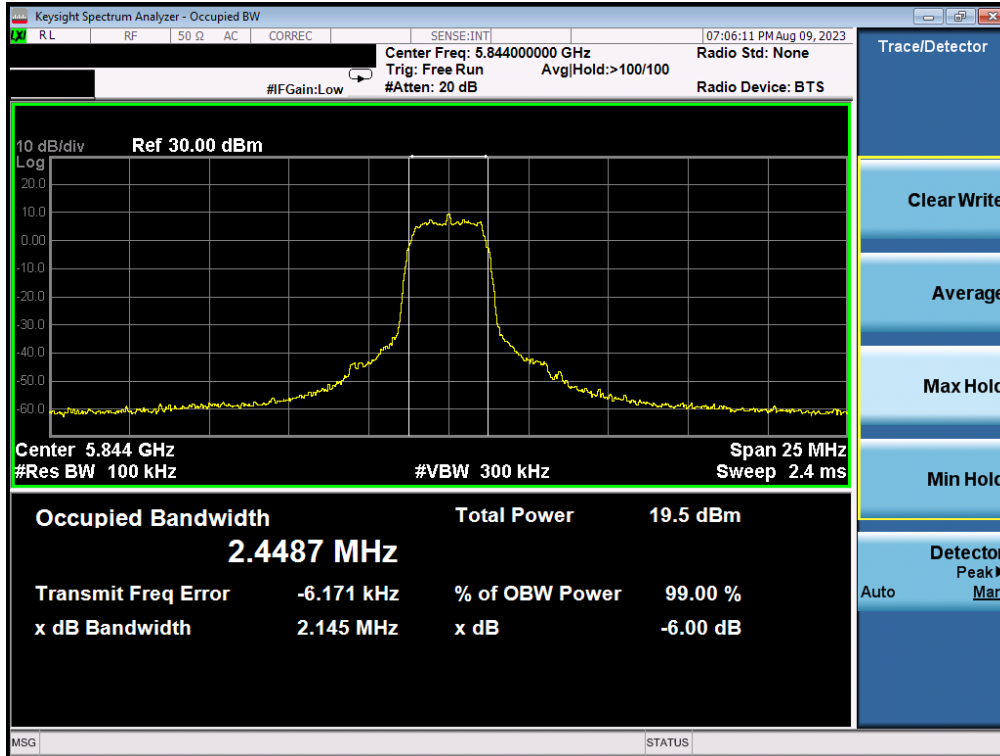 Keysight Spectrum Analyzer - Occupied BW
LXI RL RF 50 Ω AC CORREC SENSE:INT 07:06:11 PM Aug 09, 2023
Center Freq: 5.844000000 GHz Radio Std: None
Trig: Free Run Avg|Hold:>100/100
#IFGain:Low #Atten: 20 dB Radio Device: BTS
10 dB/div Ref 30.00 dBm
Log
20.0
10.0
0.00
-10.0
-20.0
-30.0
-40.0
-50.0
-60.0
Center 5.844 GHz Span 25 MHz
#Res BW 100 kHz #VBW 300 kHz Sweep 2.4 ms
Occupied Bandwidth Total Power 19.5 dBm
2.4487 MHz
Transmit Freq Error -6.171 kHz % of OBW Power 99.00 %
x dB Bandwidth 2.145 MHz x dB -6.00 dB
MSG STATUS
Trace/Detector
Clear Write
Average
Max Hold
Min Hold
Detector
Peak
Auto Man